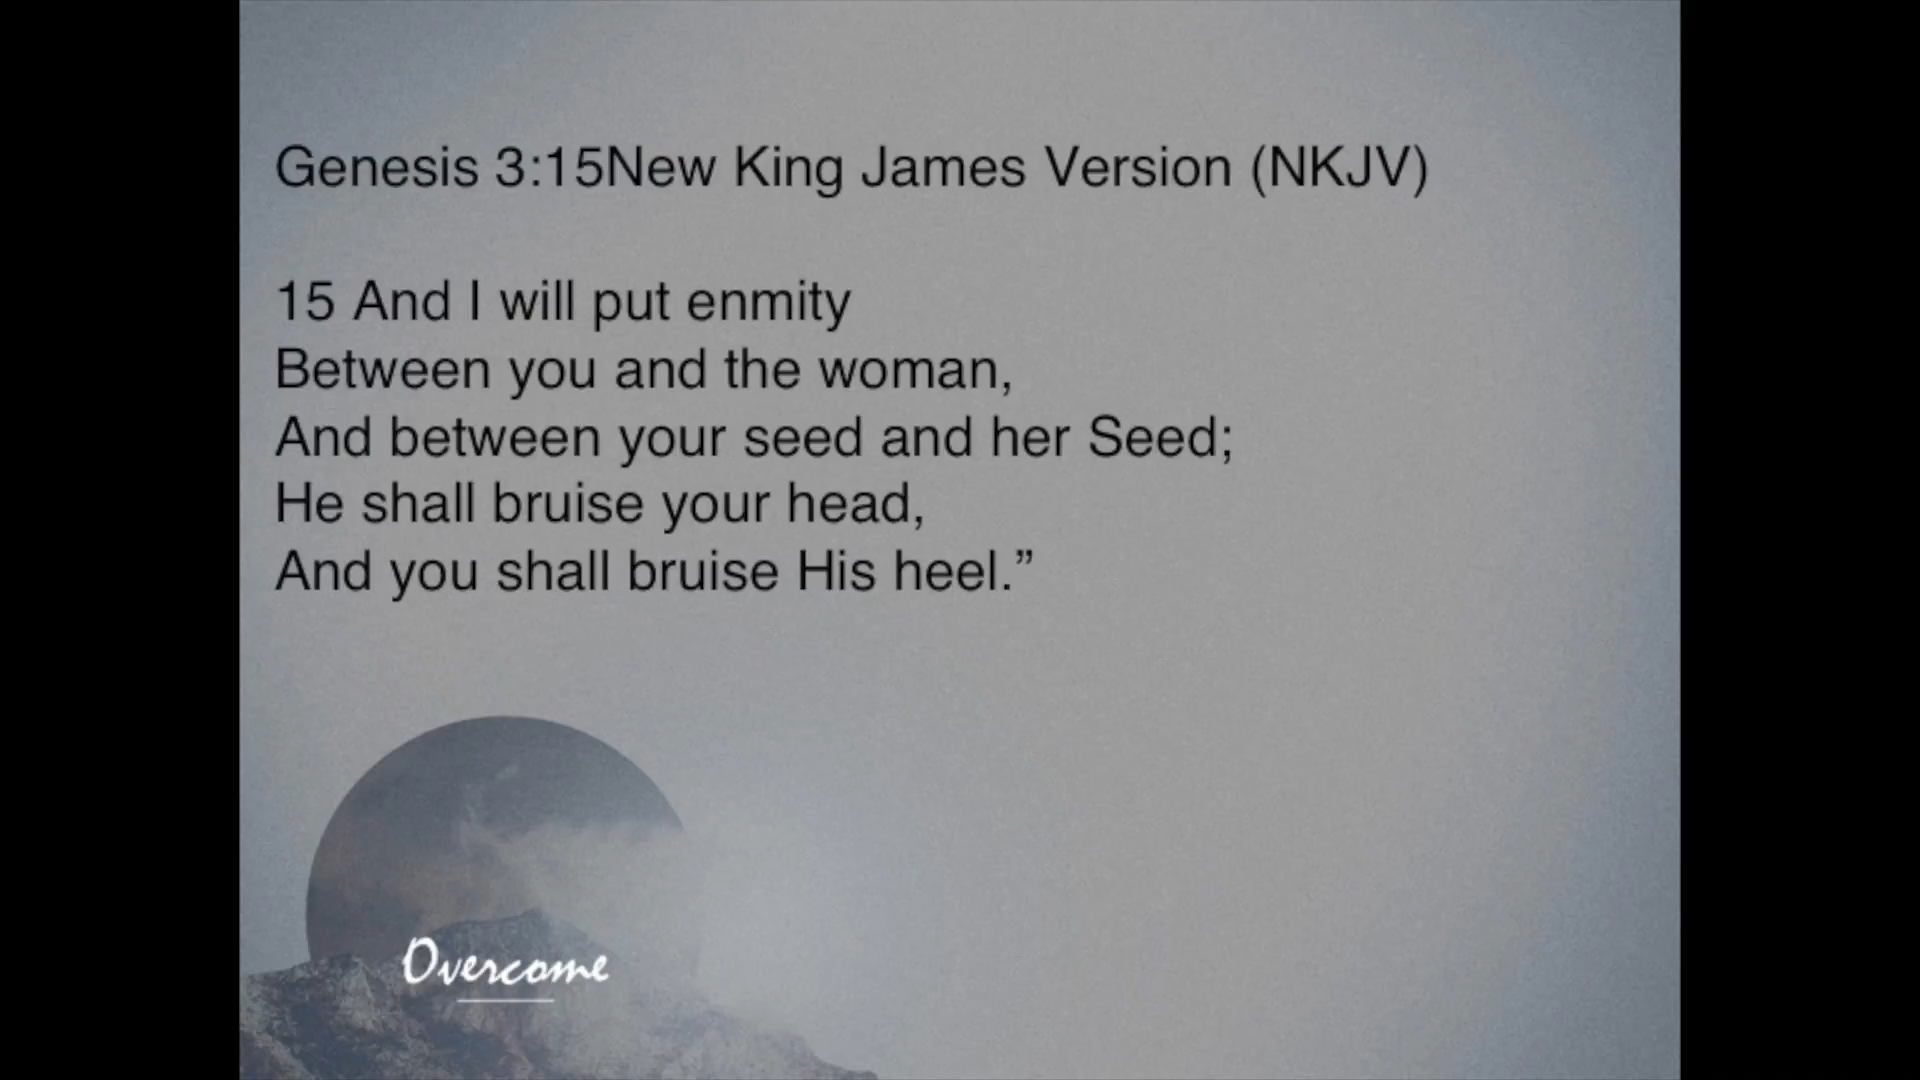 Genesis 3:15New King James Version (NKJV)
15 And I will put enmity
Between you and the woman,
And between your seed and her Seed;
He shall bruise your head,
And you shall bruise His heel.”
Overcome